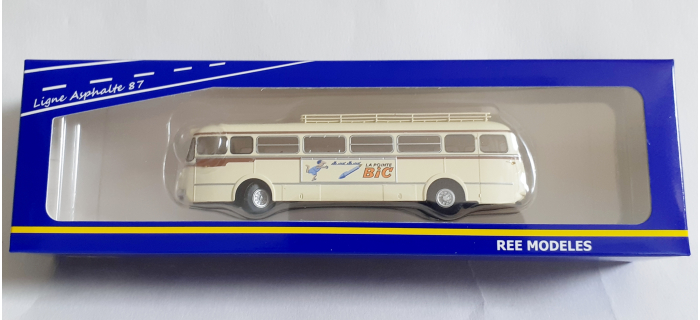 Ligne Asphalte 87
LA POINTE
BiC
REE MODELES